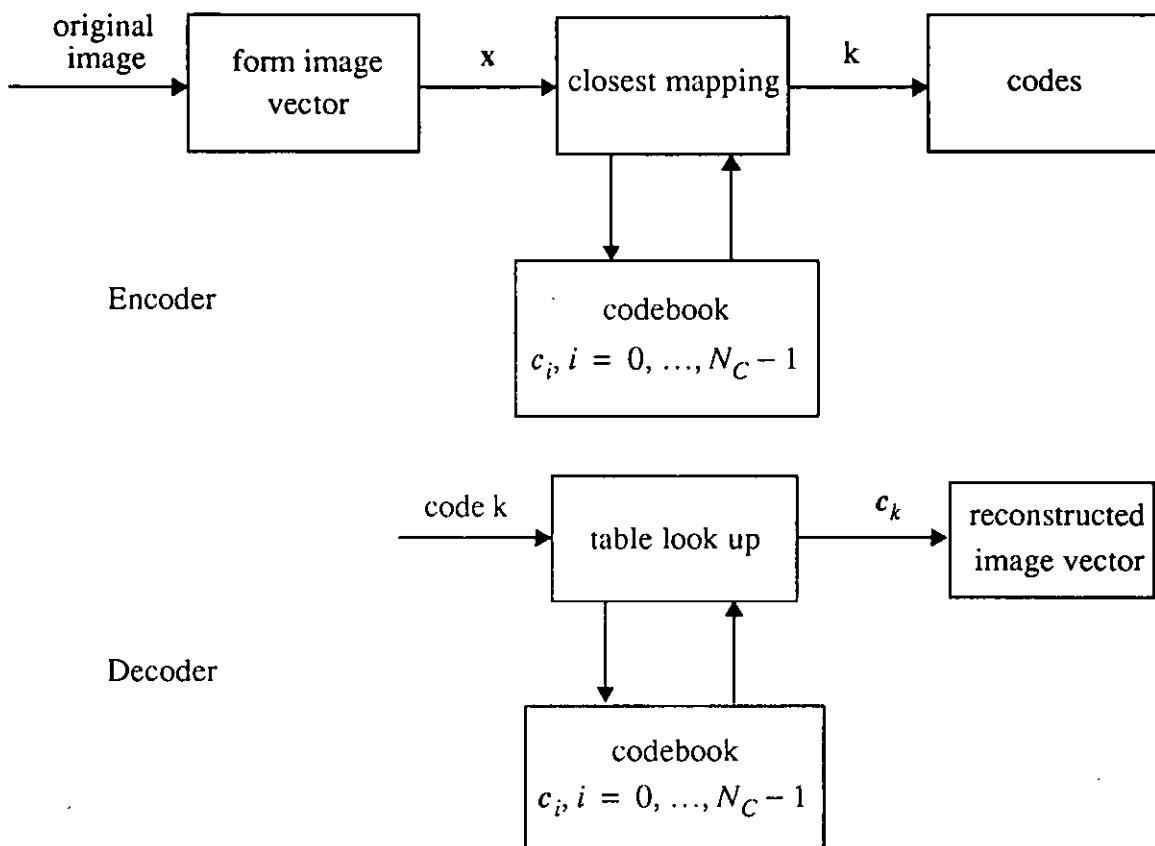 original
image
form image
vector
x
closest mapping
k
codes
Encoder
codebook
c_i, i = 0, ..., N_C − 1
code k
table look up
c_k
reconstructed
image vector
Decoder
codebook
c_i, i = 0, ..., N_C − 1